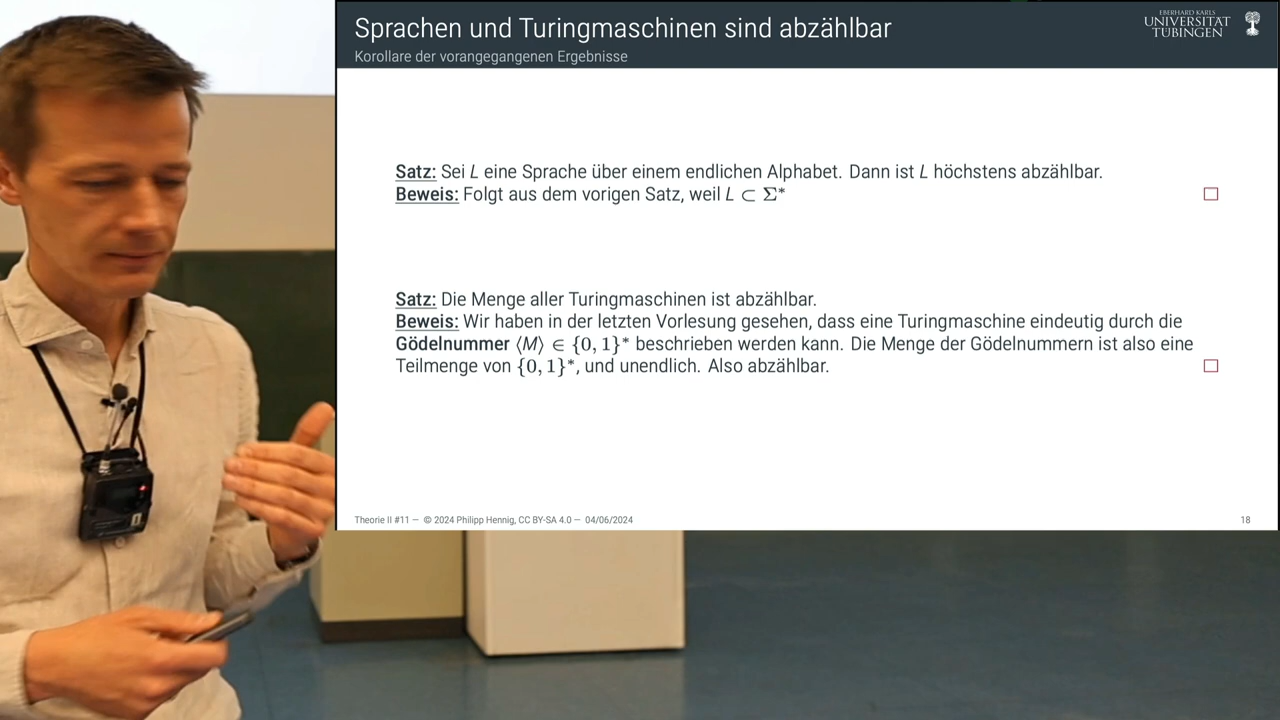 Sprachen und Turingmaschinen sind abzählbar
Korollare der vorangegangenen Ergebnisse
EBERHARD KARLS
UNIVERSITÄT
TÜBINGEN
Satz: Sei L eine Sprache über einem endlichen Alphabet. Dann ist L höchstens abzählbar.
Beweis: Folgt aus dem vorigen Satz, weil L ⊂ Σ* □
Satz: Die Menge aller Turingmaschinen ist abzählbar.
Beweis: Wir haben in der letzten Vorlesung gesehen, dass eine Turingmaschine eindeutig durch die
Gödelnummer ⟨M⟩ ∈ {0, 1}* beschrieben werden kann. Die Menge der Gödelnummern ist also eine
Teilmenge von {0, 1}*, und unendlich. Also abzählbar. □
Theorie II #11 — © 2024 Philipp Hennig, CC BY-SA 4.0 — 04/06/2024
18